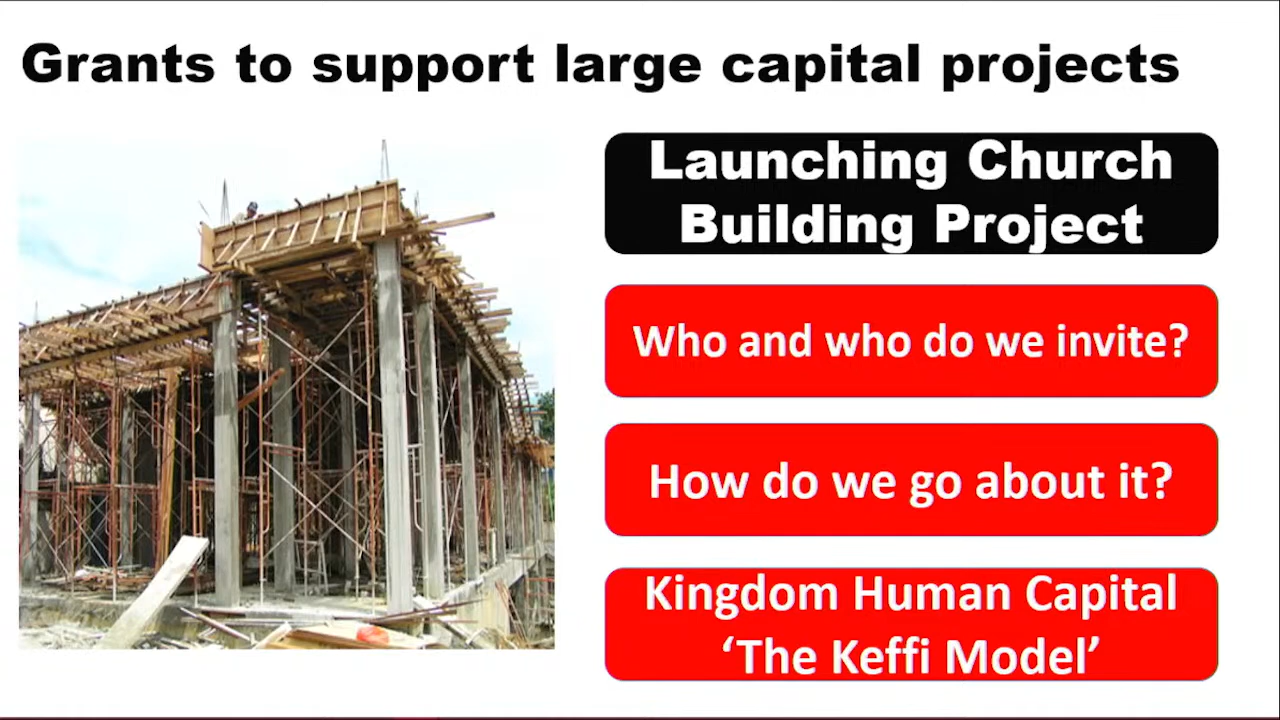 Grants to support large capital projects
Launching Church
Building Project
Who and who do we invite?
How do we go about it?
Kingdom Human Capital
‘The Keffi Model’